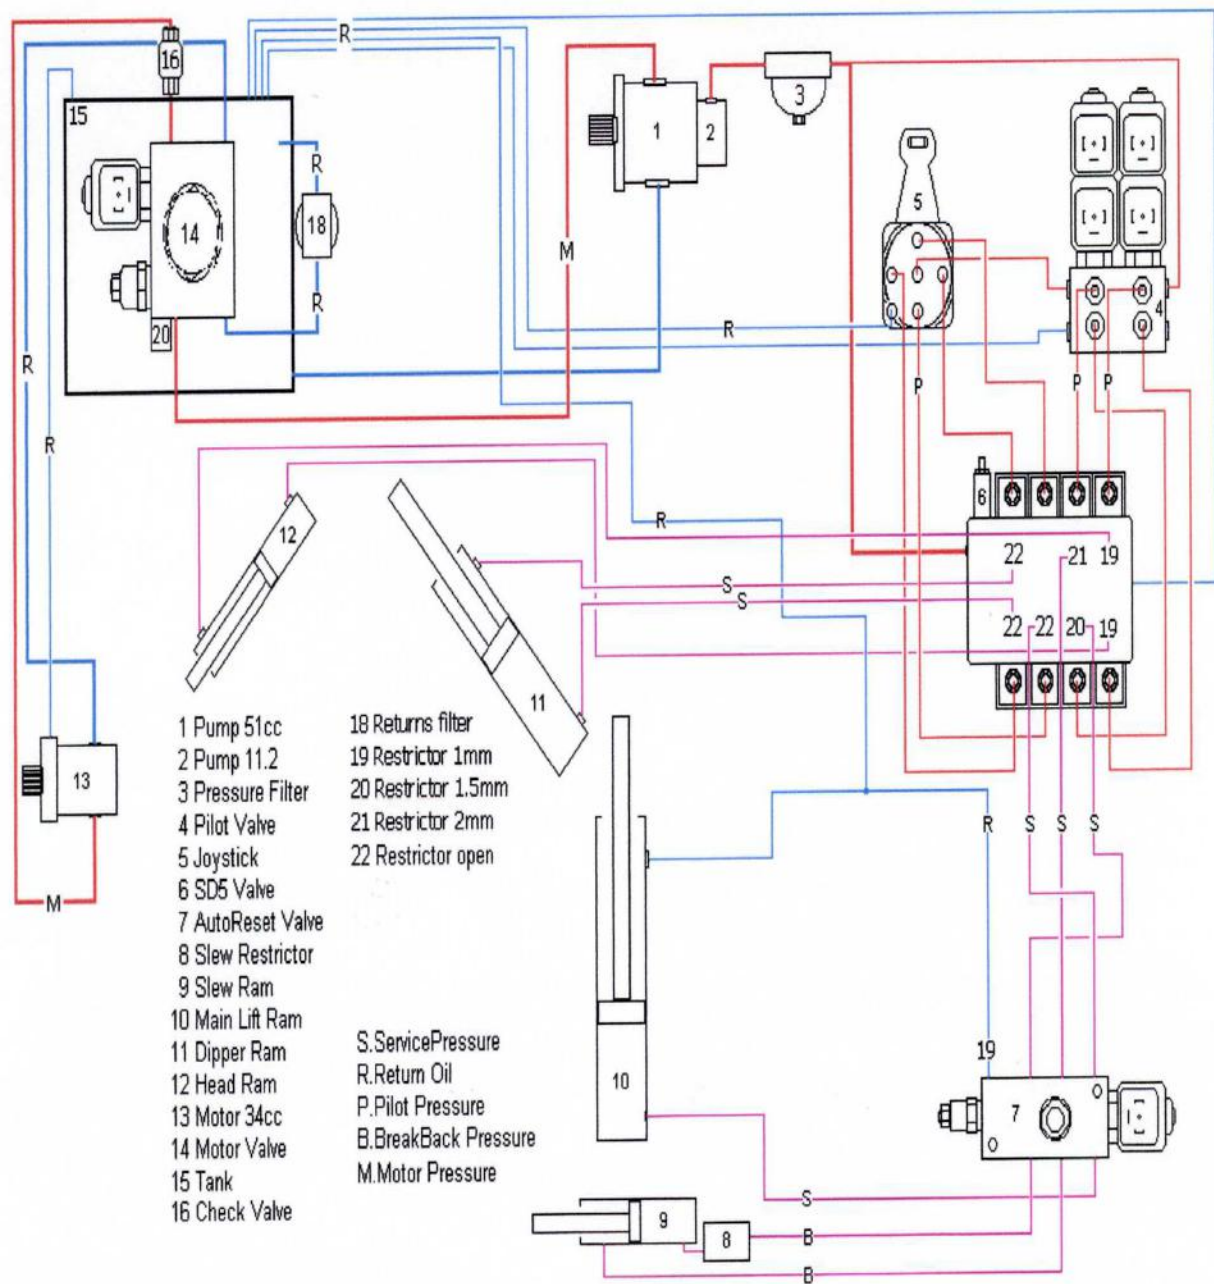 R
16
15
1
2
3
R
18
14
5
M
4
R
20
R
R
P
P
P
R
R
6
12
22
21
19
S
S
22
22
20
19
11
1 Pump 51cc
2 Pump 11.2
3 Pressure Filter
4 Pilot Valve
5 Joystick
6 SD5 Valve
7 AutoReset Valve
8 Slew Restrictor
9 Slew Ram
10 Main Lift Ram
11 Dipper Ram
12 Head Ram
13 Motor 34cc
14 Motor Valve
15 Tank
16 Check Valve
18 Returns filter
19 Restrictor 1mm
20 Restrictor 1.5mm
21 Restrictor 2mm
22 Restrictor open
S.ServicePressure
R.Return Oil
P.Pilot Pressure
B.BreakBack Pressure
M.Motor Pressure
13
M
R
S
S
S
19
10
7
S
9
8
B
B